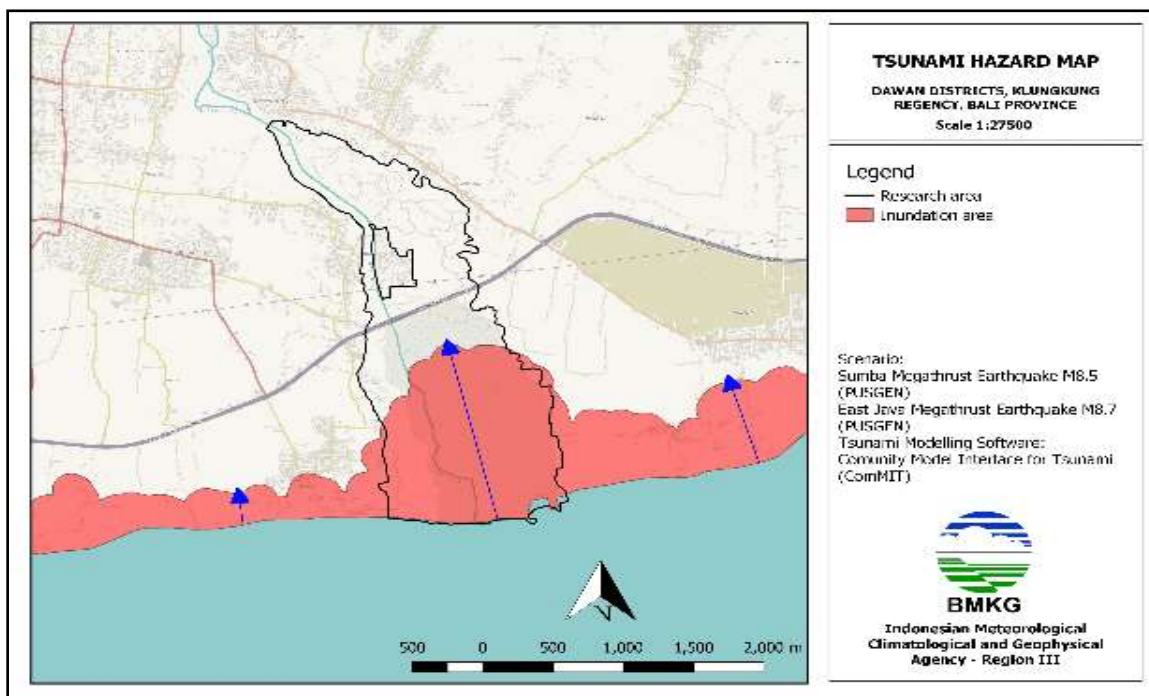 TSUNAMI HAZARD MAP
DAWAN DISTRICTS, KLUNGKUNG
REGENCY, BALI PROVINCE
Scale 1:27500
Legend
Research area
Inundation area
Scenario:
Sumba Megathrust Earthquake M8.5
(PUSGEN)
East Java Megathrust Earthquake M8.7
(PUSGEN)
Tsunami Modelling Software:
Comunity Model Interface for Tsunami
(ComMIT)
BMKG
Indonesian Meteorological
Climatological and Geophysical
Agency - Region III
N
500 0 500 1,000 1,500 2,000 m